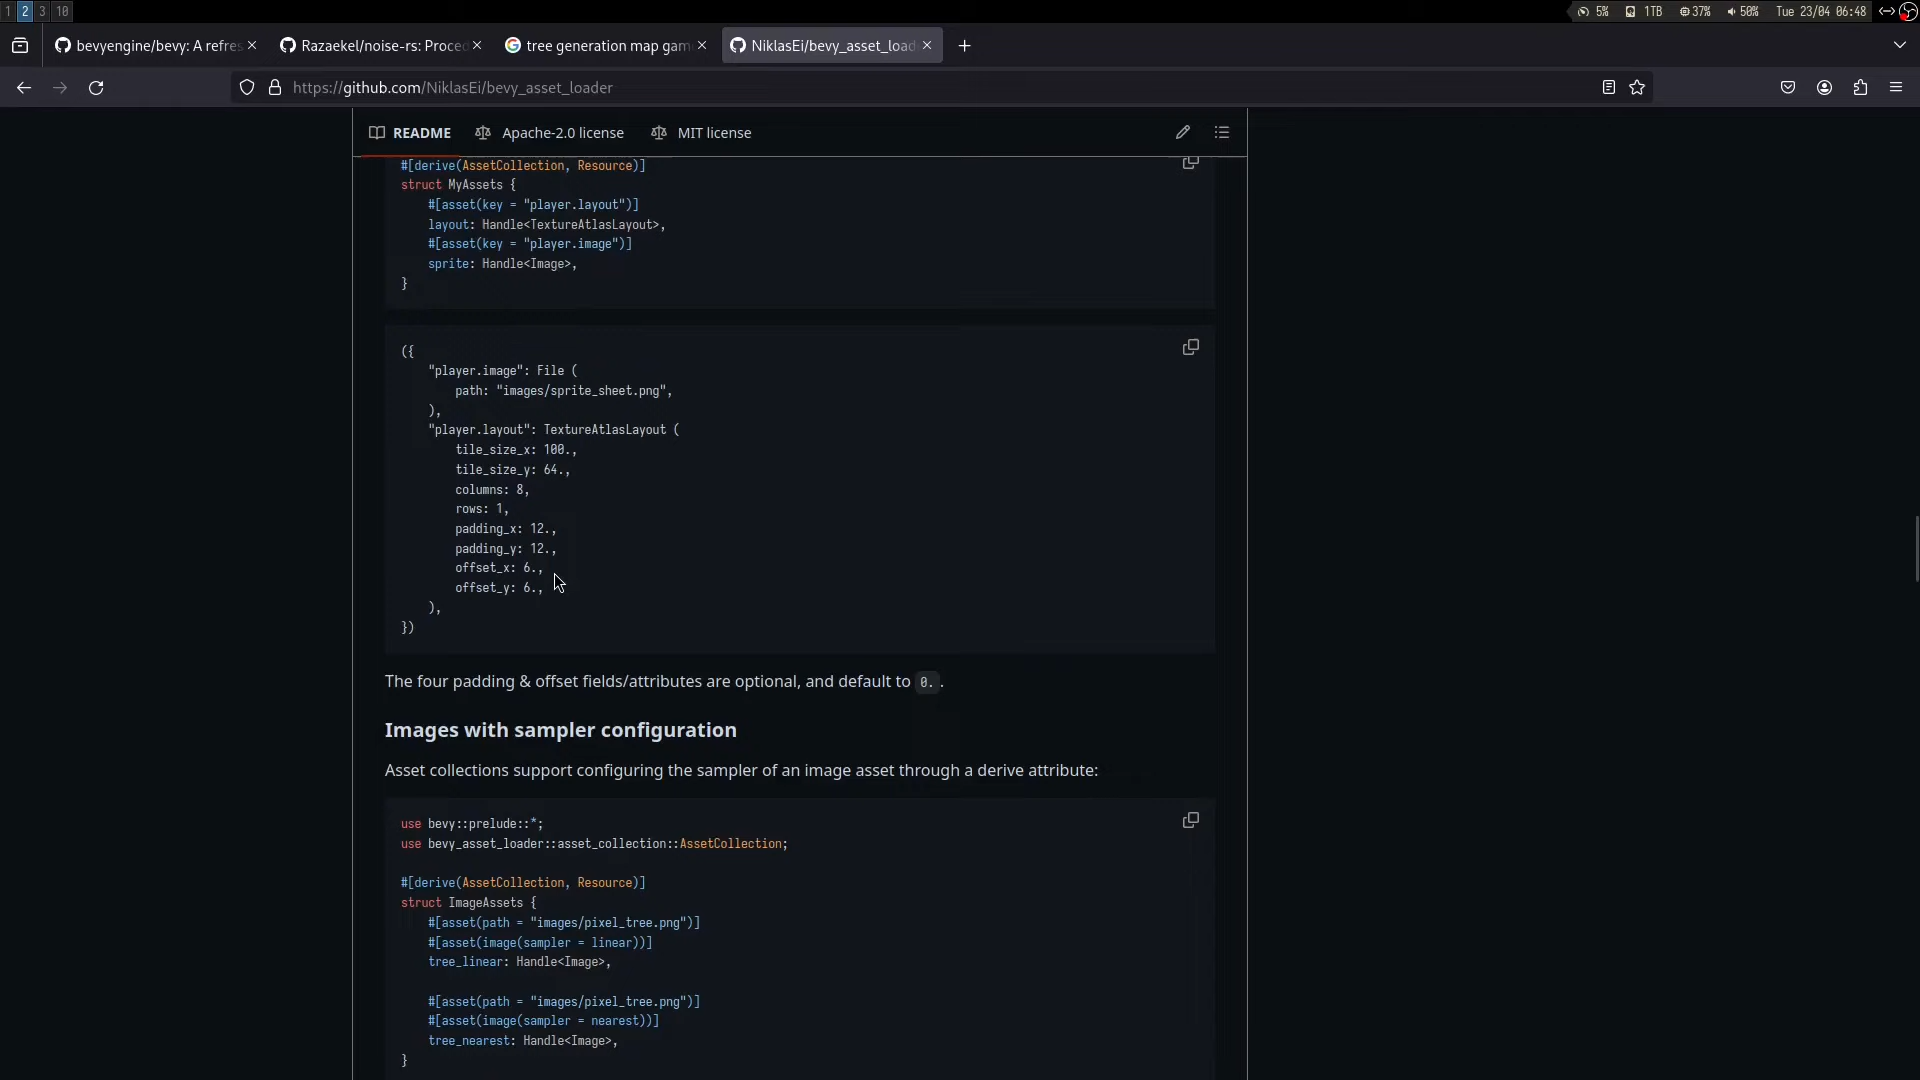 1 2 3 10
5% 1TB 37% 50% Tue 23/04 06:48
bevyengine/bevy: A refres
Razaekel/noise-rs: Proced
tree generation map gam
NiklasEi/bevy_asset_load
https://github.com/NiklasEi/bevy_asset_loader
README Apache-2.0 license MIT license
#[derive(AssetCollection, Resource)]
struct MyAssets {
#[asset(key = "player.layout")]
layout: Handle<TextureAtlasLayout>,
#[asset(key = "player.image")]
sprite: Handle<Image>,
}
({
"player.image": File (
path: "images/sprite_sheet.png",
),
"player.layout": TextureAtlasLayout (
tile_size_x: 100.,
tile_size_y: 64.,
columns: 8,
rows: 1,
padding_x: 12.,
padding_y: 12.,
offset_x: 6.,
offset_y: 6.,
),
})
The four padding & offset fields/attributes are optional, and default to 0. .
Images with sampler configuration
Asset collections support configuring the sampler of an image asset through a derive attribute:
use bevy::prelude::*;
use bevy_asset_loader::asset_collection::AssetCollection;
#[derive(AssetCollection, Resource)]
struct ImageAssets {
#[asset(path = "images/pixel_tree.png")]
#[asset(image(sampler = linear))]
tree_linear: Handle<Image>,
#[asset(path = "images/pixel_tree.png")]
#[asset(image(sampler = nearest))]
tree_nearest: Handle<Image>,
}